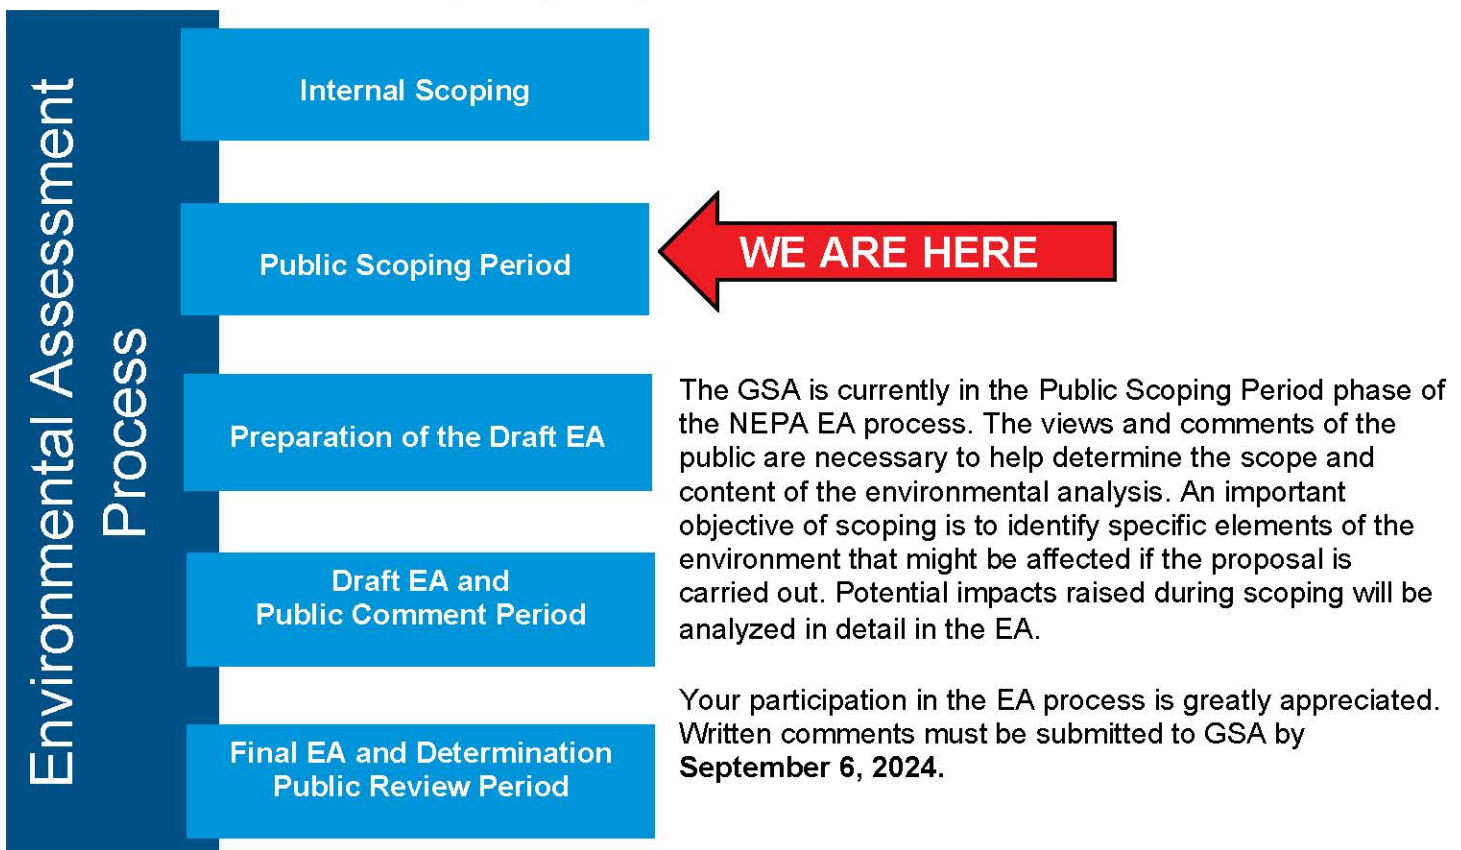 Environmental Assessment
Process
Internal Scoping
Public Scoping Period
WE ARE HERE
Preparation of the Draft EA
Draft EA and
Public Comment Period
Final EA and Determination
Public Review Period
The GSA is currently in the Public Scoping Period phase of
the NEPA EA process. The views and comments of the
public are necessary to help determine the scope and
content of the environmental analysis. An important
objective of scoping is to identify specific elements of the
environment that might be affected if the proposal is
carried out. Potential impacts raised during scoping will be
analyzed in detail in the EA.
Your participation in the EA process is greatly appreciated.
Written comments must be submitted to GSA by
September 6, 2024.